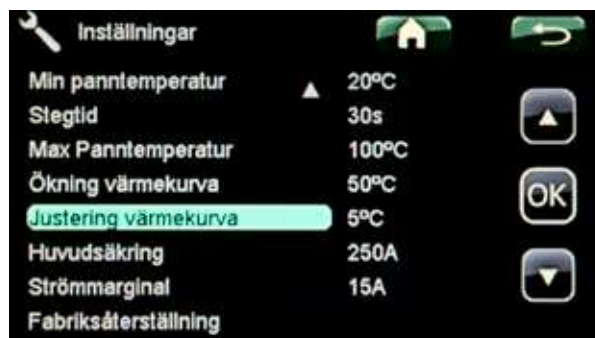 Inställningar
Min panntemperatur 20ºC
Stegtid 30s
Max Panntemperatur 100ºC
Ökning värmekurva 50ºC
Justering värmekurva 5ºC
Huvudsäkring 250A
Strömmarginal 15A
Fabriksåterställning
OK